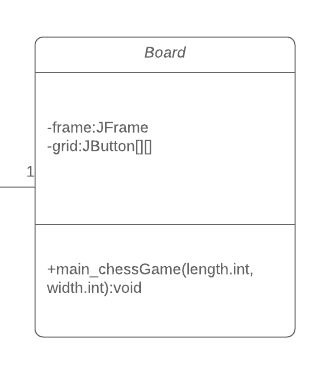 Board
-frame:JFrame
-grid:JButton[][]
1
+main_chessGame(length.int,
width.int):void